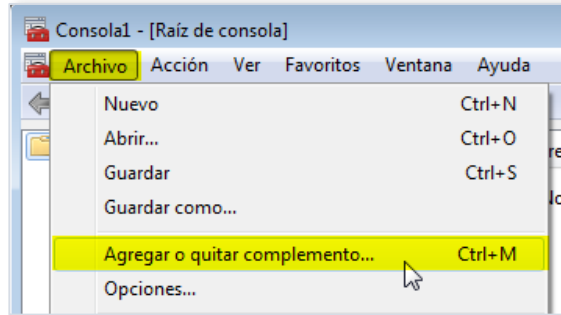 Consola1 - [Raíz de consola]
Archivo Acción Ver Favoritos Ventana Ayuda
Nuevo Ctrl+N
Abrir... Ctrl+O
Guardar Ctrl+S
Guardar como...
Agregar o quitar complemento... Ctrl+M
Opciones...